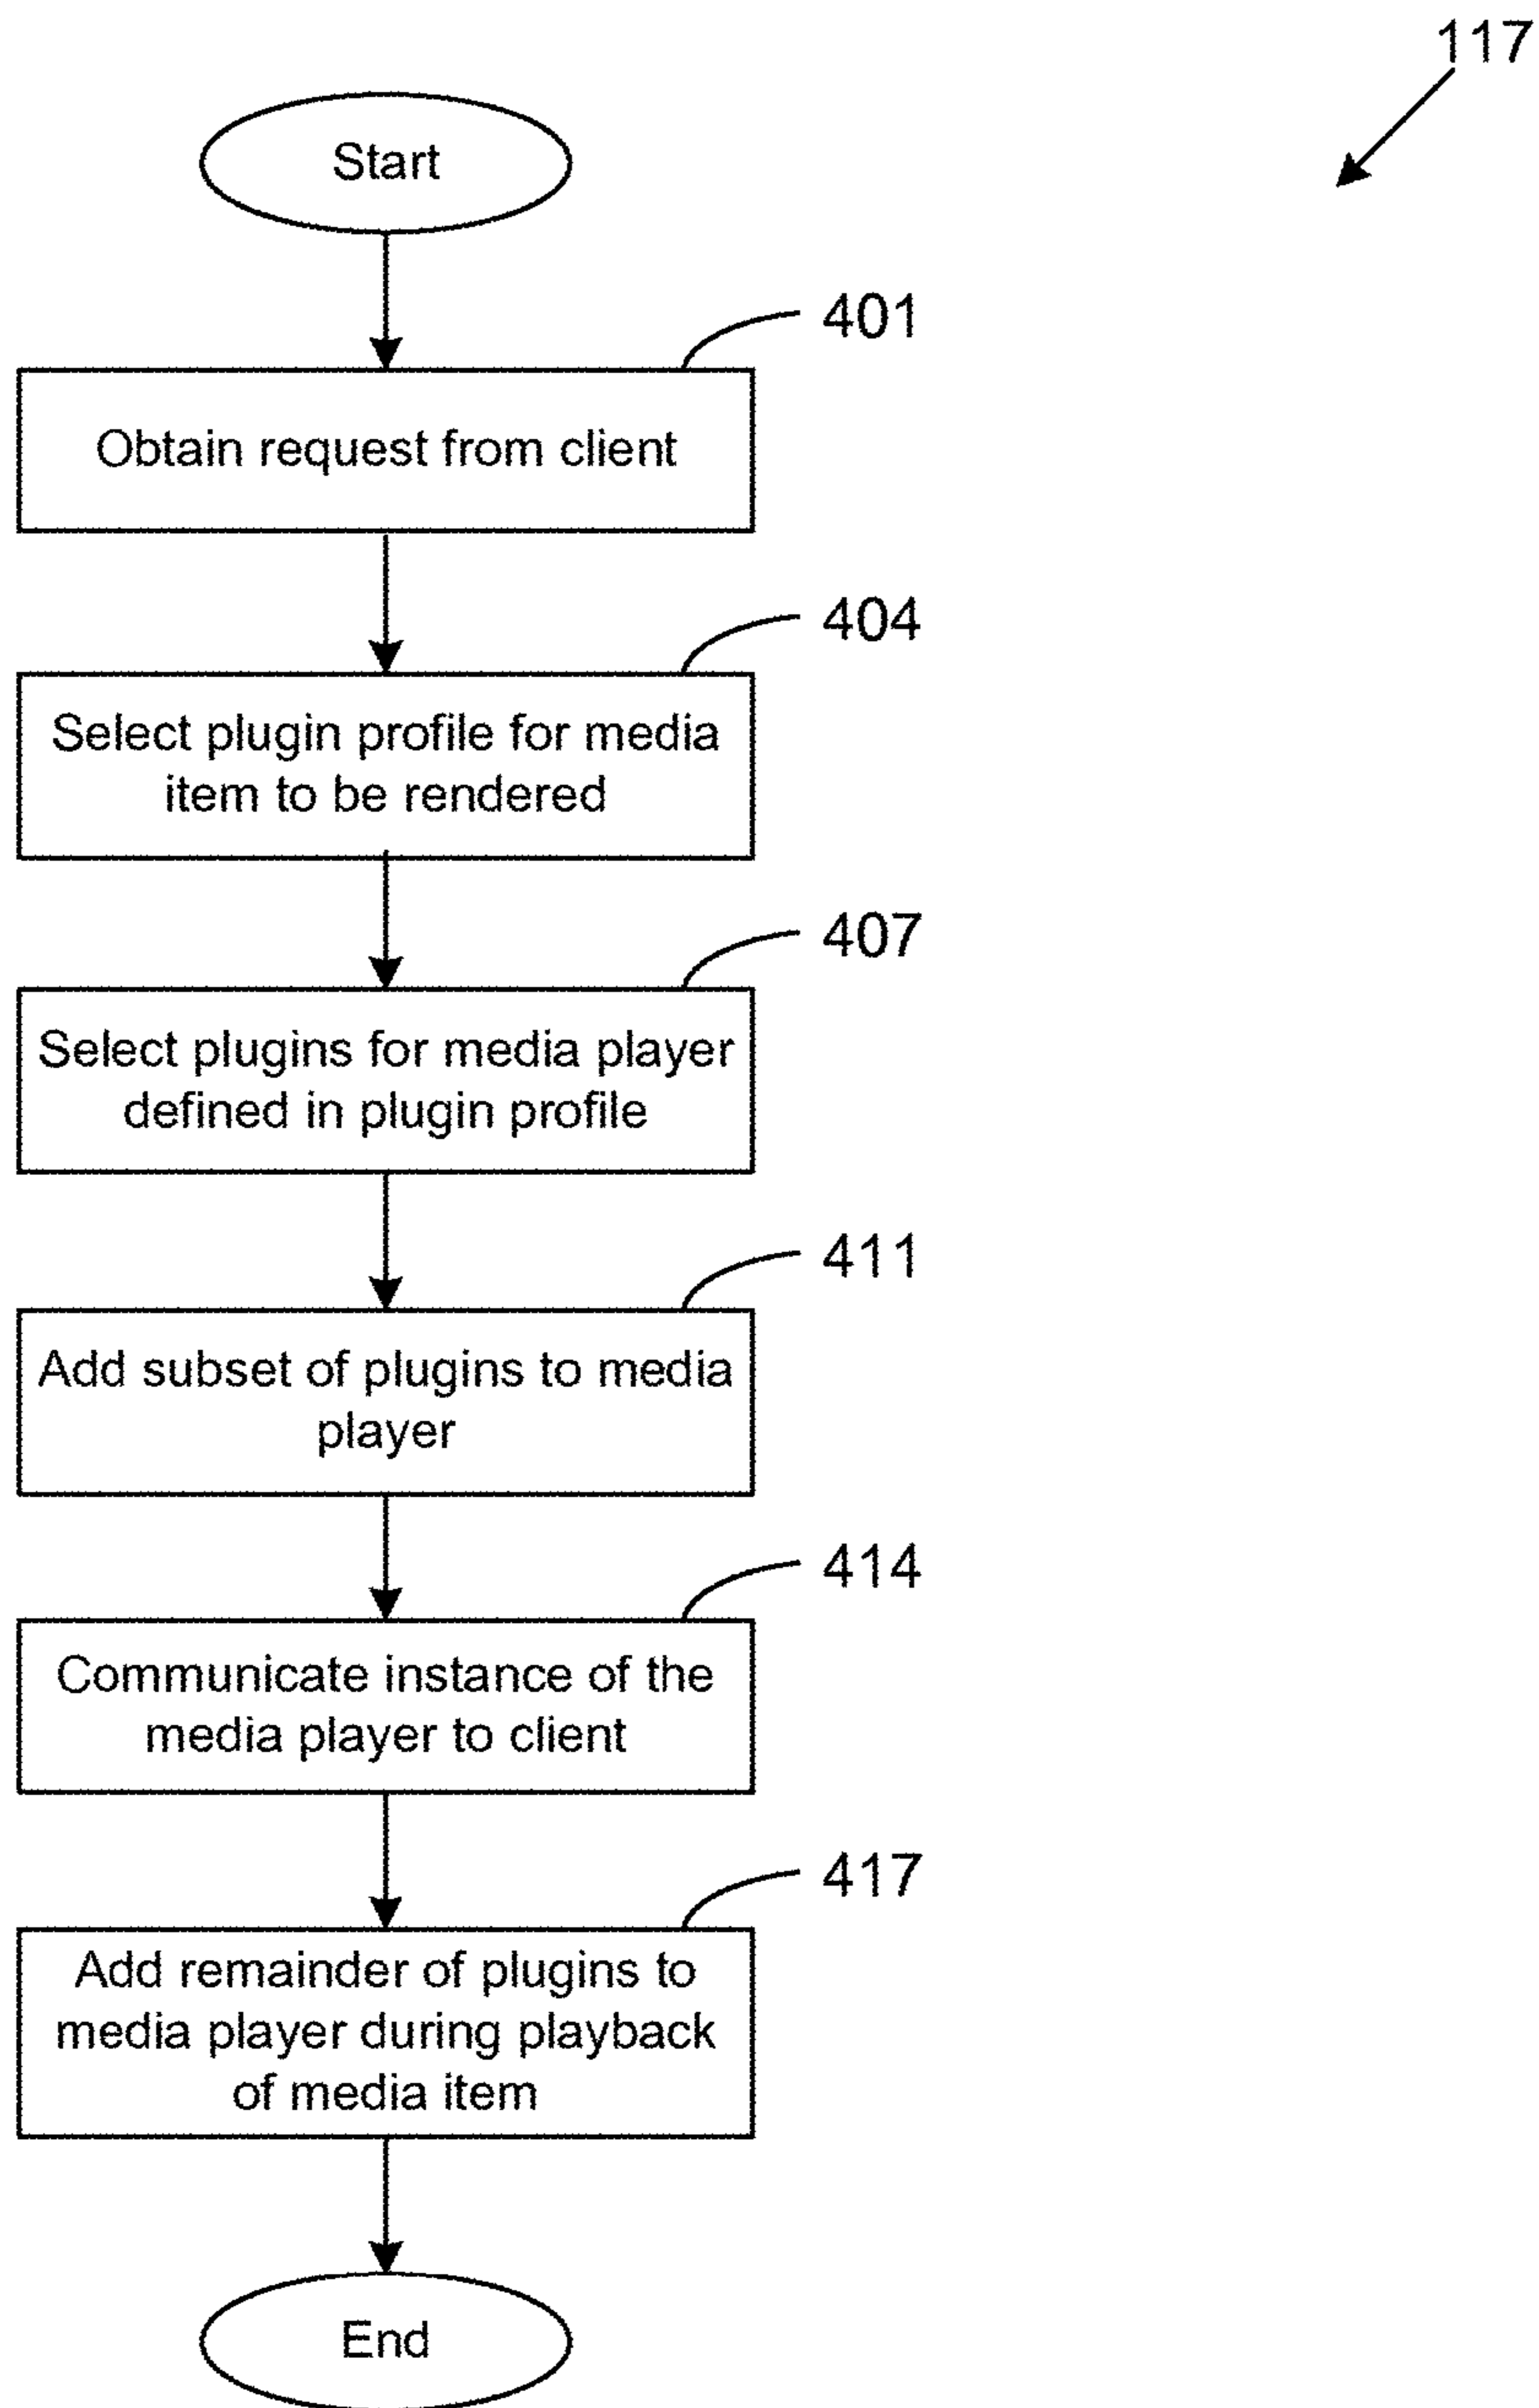 117
Start
401
Obtain request from client
404
Select plugin profile for media
item to be rendered
407
Select plugins for media player
defined in plugin profile
411
Add subset of plugins to media
player
414
Communicate instance of the
media player to client
417
Add remainder of plugins to
media player during playback
of media item
End